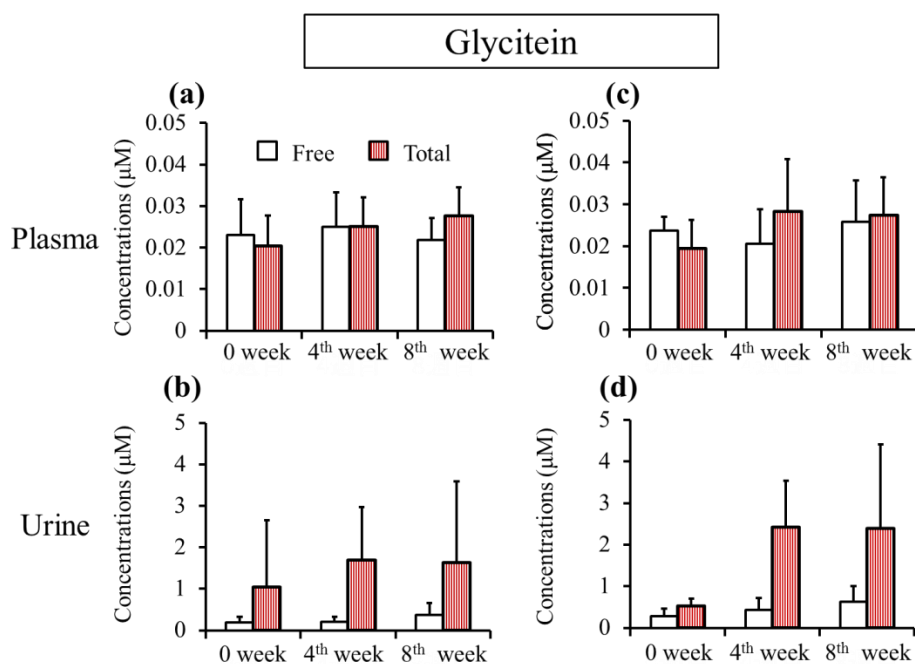 Glycitein
(a)
Concentrations (μM)
0.05
0.04
0.03
0.02
0.01
0
Free
Total
0 week
4th week
8th week
Plasma
(c)
Concentrations (μM)
0.05
0.04
0.03
0.02
0.01
0
0 week
4th week
8th week
(b)
Concentrations (μM)
5
4
3
2
1
0
0 week
4th week
8th week
Urine
(d)
Concentrations (μM)
5
4
3
2
1
0
0 week
4th week
8th week